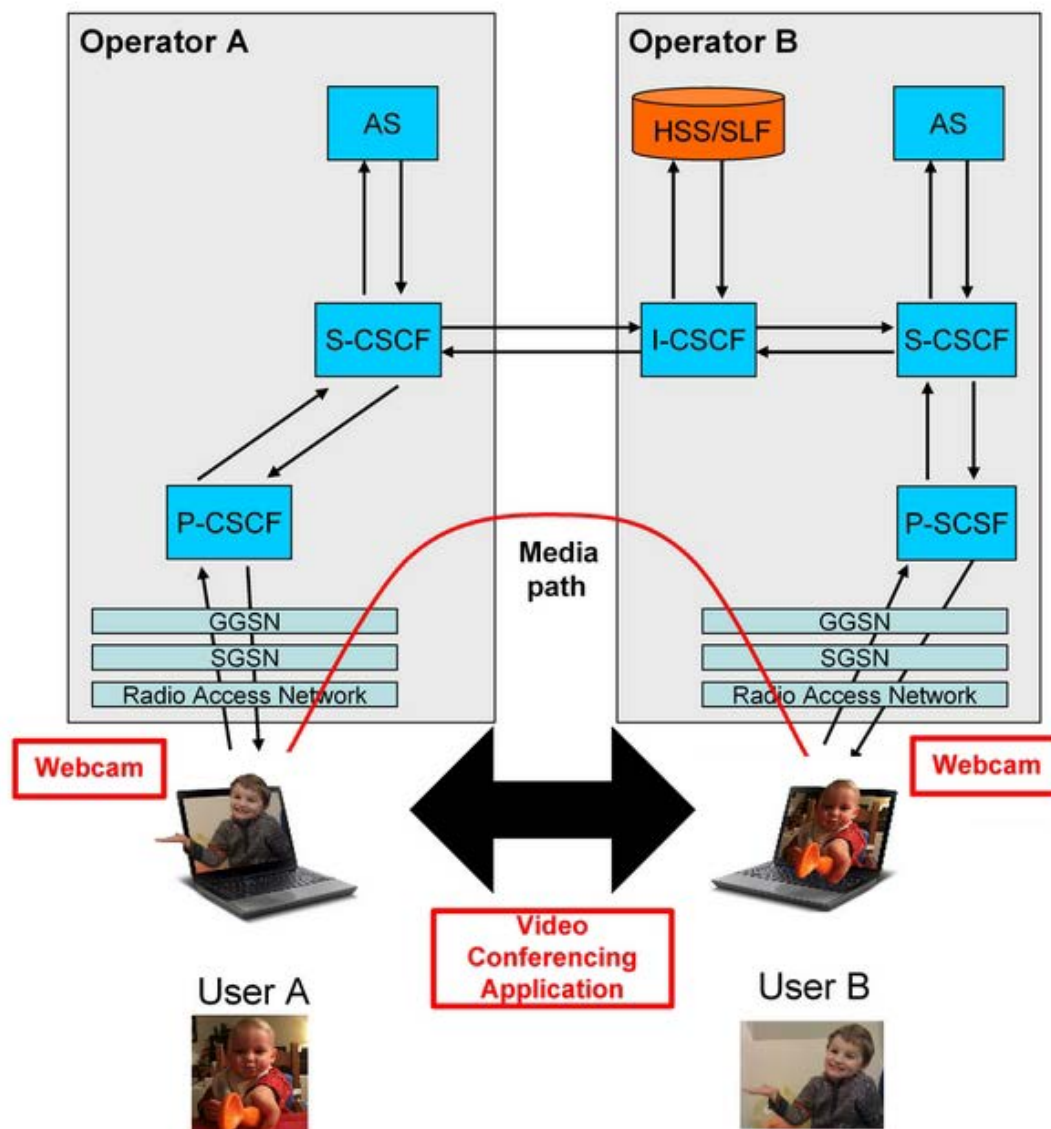 Operator A
AS
S-CSCF
P-CSCF
GGSN
SGSN
Radio Access Network
Operator B
HSS/SLF
AS
I-CSCF
S-CSCF
P-SCSF
GGSN
SGSN
Radio Access Network
Media
path
Webcam
Webcam
Video
Conferencing
Application
User A
User B